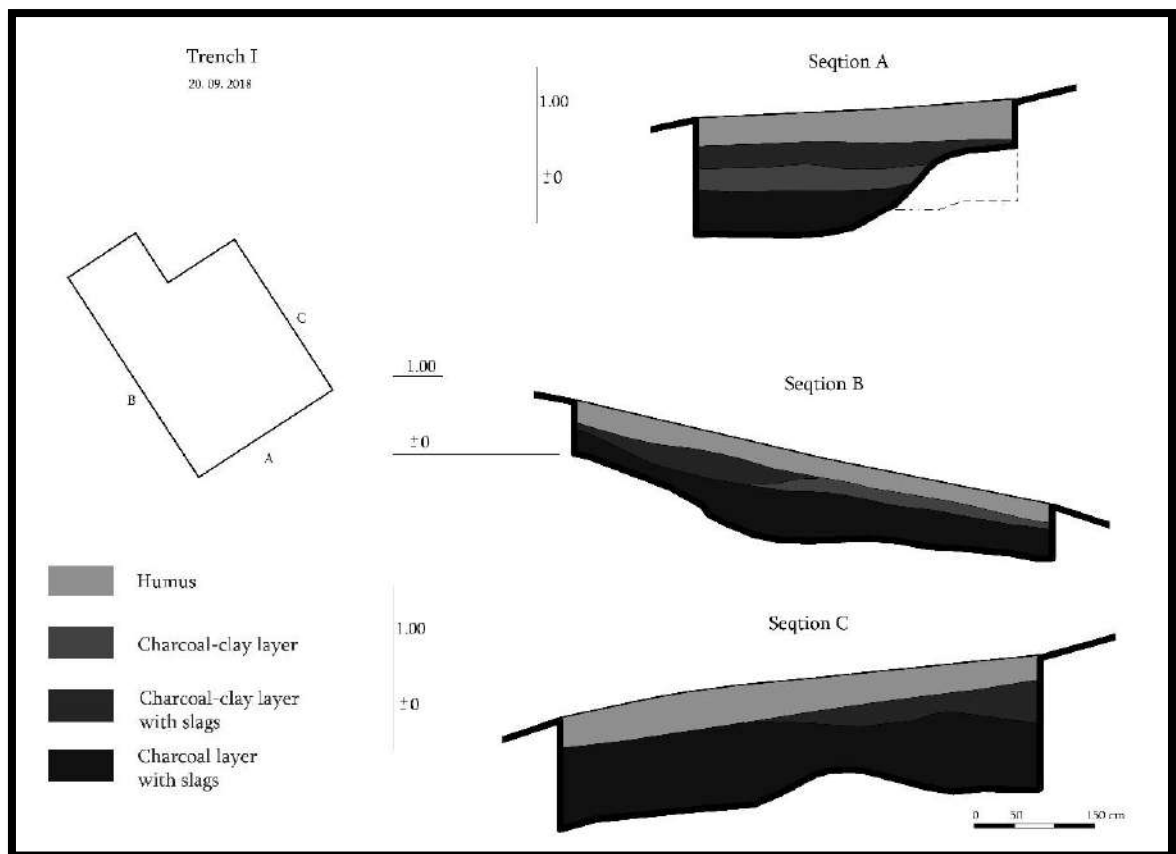 Trench I
20. 09. 2018
Seqtion A
1.00
±0
C
B
A
1.00
±0
Seqtion B
Humus
Charcoal-clay layer
Charcoal-clay layer
with slags
Charcoal layer
with slags
1.00
±0
Seqtion C
0 50 150 cm